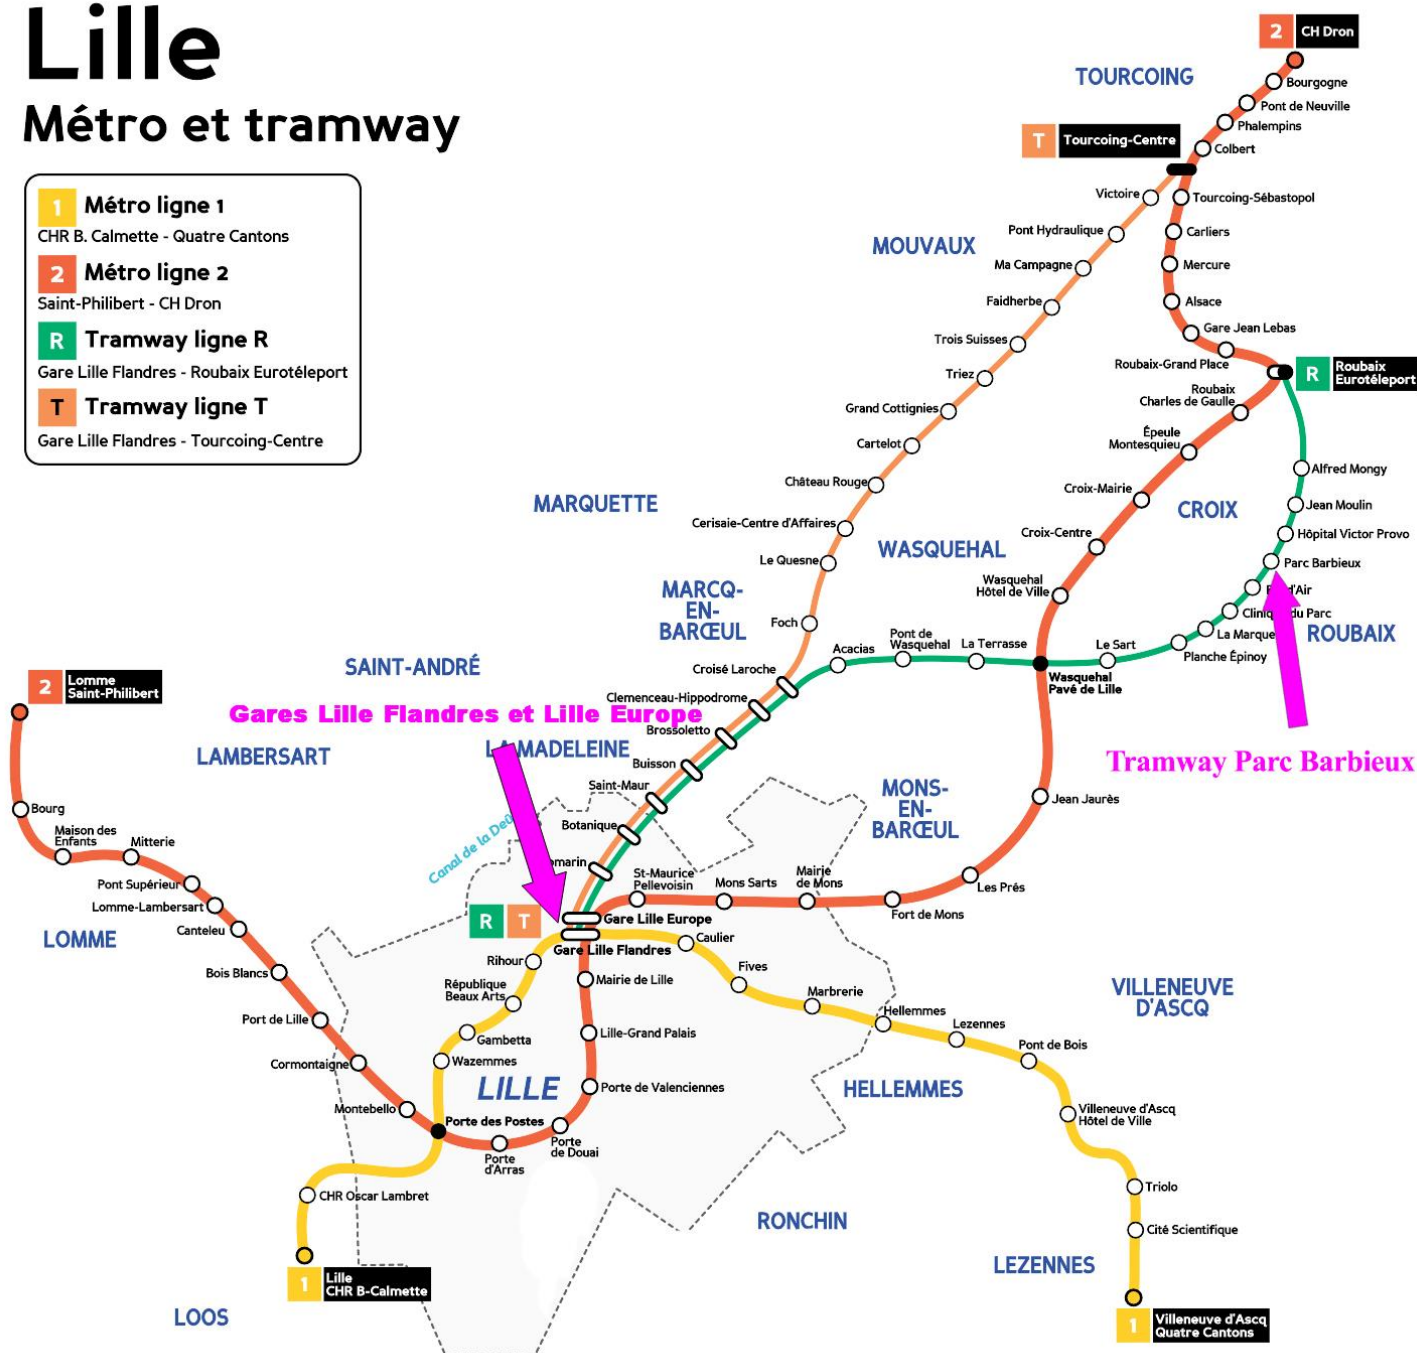 Lille
Métro et tramway
1 Métro ligne 1
CHR B. Calmette - Quatre Cantons
2 Métro ligne 2
Saint-Philibert - CH Dron
R Tramway ligne R
Gare Lille Flandres - Roubaix Eurotéleport
T Tramway ligne T
Gare Lille Flandres - Tourcoing-Centre
2 CH Dron
TOURCOING
Bourgogne
Pont de Neuville
Phalempins
T Tourcoing-Centre
Colbert
Victoire
Tourcoing-Sébastopol
Pont Hydraulique
Carliers
MOUVAUX
Ma Campagne
Mercure
Faidherbe
Alsace
Trois Suisses
Gare Jean Lebas
Triez
Roubaix-Grand Place
R Roubaix
Eurotéleport
Grand Cottignies
Roubaix
Charles de Gaulle
Cartelot
Épeule
Montesquieu
Alfred Mongy
Château Rouge
Croix-Mairie
MARQUETTE
CROIX
Jean Moulin
Cerisaie-Centre d'Affaires
Croix-Centre
Hôpital Victor Provo
WASQUEHAL
Le Quesne
Parc Barbieux
Wasquehal
Hôtel de Ville
d'Air
MARCQ-
EN-
BARŒUL
Clinique du Parc
Foch
La Marque
ROUBAIX
Acacias
Pont de
Wasquehal
La Terrasse
Le Sart
Planche Épinoy
SAINT-ANDRÉ
Croisé Laroche
Wasquehal
Pavé de Lille
2 Lomme
Saint-Philibert
Clemenceau-Hippodrome
Gares Lille Flandres et Lille Europe
Brossoletto
LAMBERSART
LA MADELEINE
Tramway Parc Barbieux
Buisson
Saint-Maur
MONS-
EN-
BARŒUL
Jean Jaurès
Bourg
Botanique
Maison des
Enfants
Mitterie
Canal de la Deû
omarin
Pont Supérieur
St-Maurice
Pellevoisin
Mons Sarts
Mairie
de Mons
Les Prés
Lomme-Lambersart
Fort de Mons
R T
Gare Lille Europe
Canteleu
LOMME
Gare Lille Flandres
Caulier
Rihour
Bois Blancs
Fives
Mairie de Lille
République
Beaux Arts
Marbrerie
VILLENEUVE
D'ASCQ
Port de Lille
Hellemmes
Lezennes
Gambetta
Lille-Grand Palais
Pont de Bois
Cormontaigne
Wazemmes
LILLE
Porte de Valenciennes
HELLEMMES
Montebello
Porte des Postes
Villeneuve d'Ascq
Hôtel de Ville
Porte
d'Arras
Porte
de Douai
CHR Oscar Lambret
Triolo
RONCHIN
Cité Scientifique
LEZENNES
1 Lille
CHR B-Calmette
LOOS
1 Villeneuve d'Ascq
Quatre Cantons